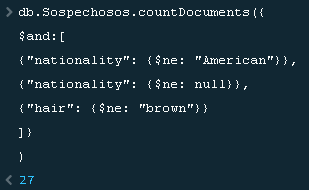 > db.Sospechosos.countDocuments({
$and:[
{"nationality": {$ne: "American"}},
{"nationality": {$ne: null}},
{"hair": {$ne: "brown"}}
]}
)
< 27